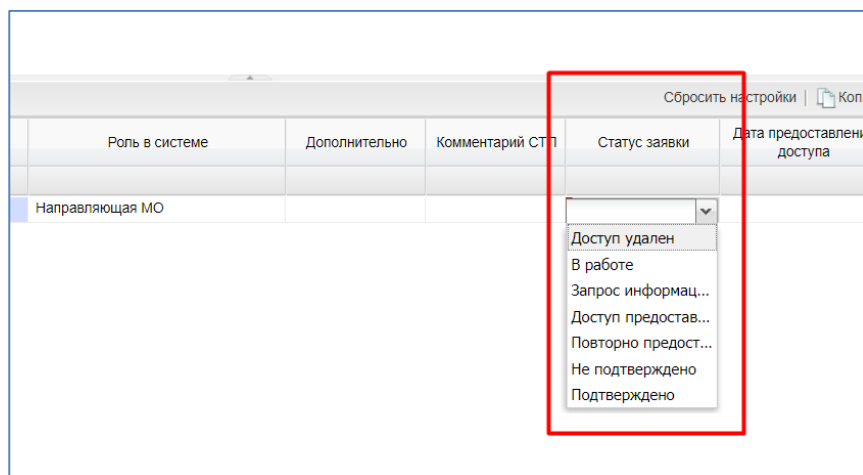 Сбросить настройки | Коп
Роль в системе Дополнительно Комментарий СТП Статус заявки Дата предоставлени
доступа
Направляющая МО
Доступ удален
В работе
Запрос информац...
Доступ предостав...
Повторно предост...
Не подтверждено
Подтверждено